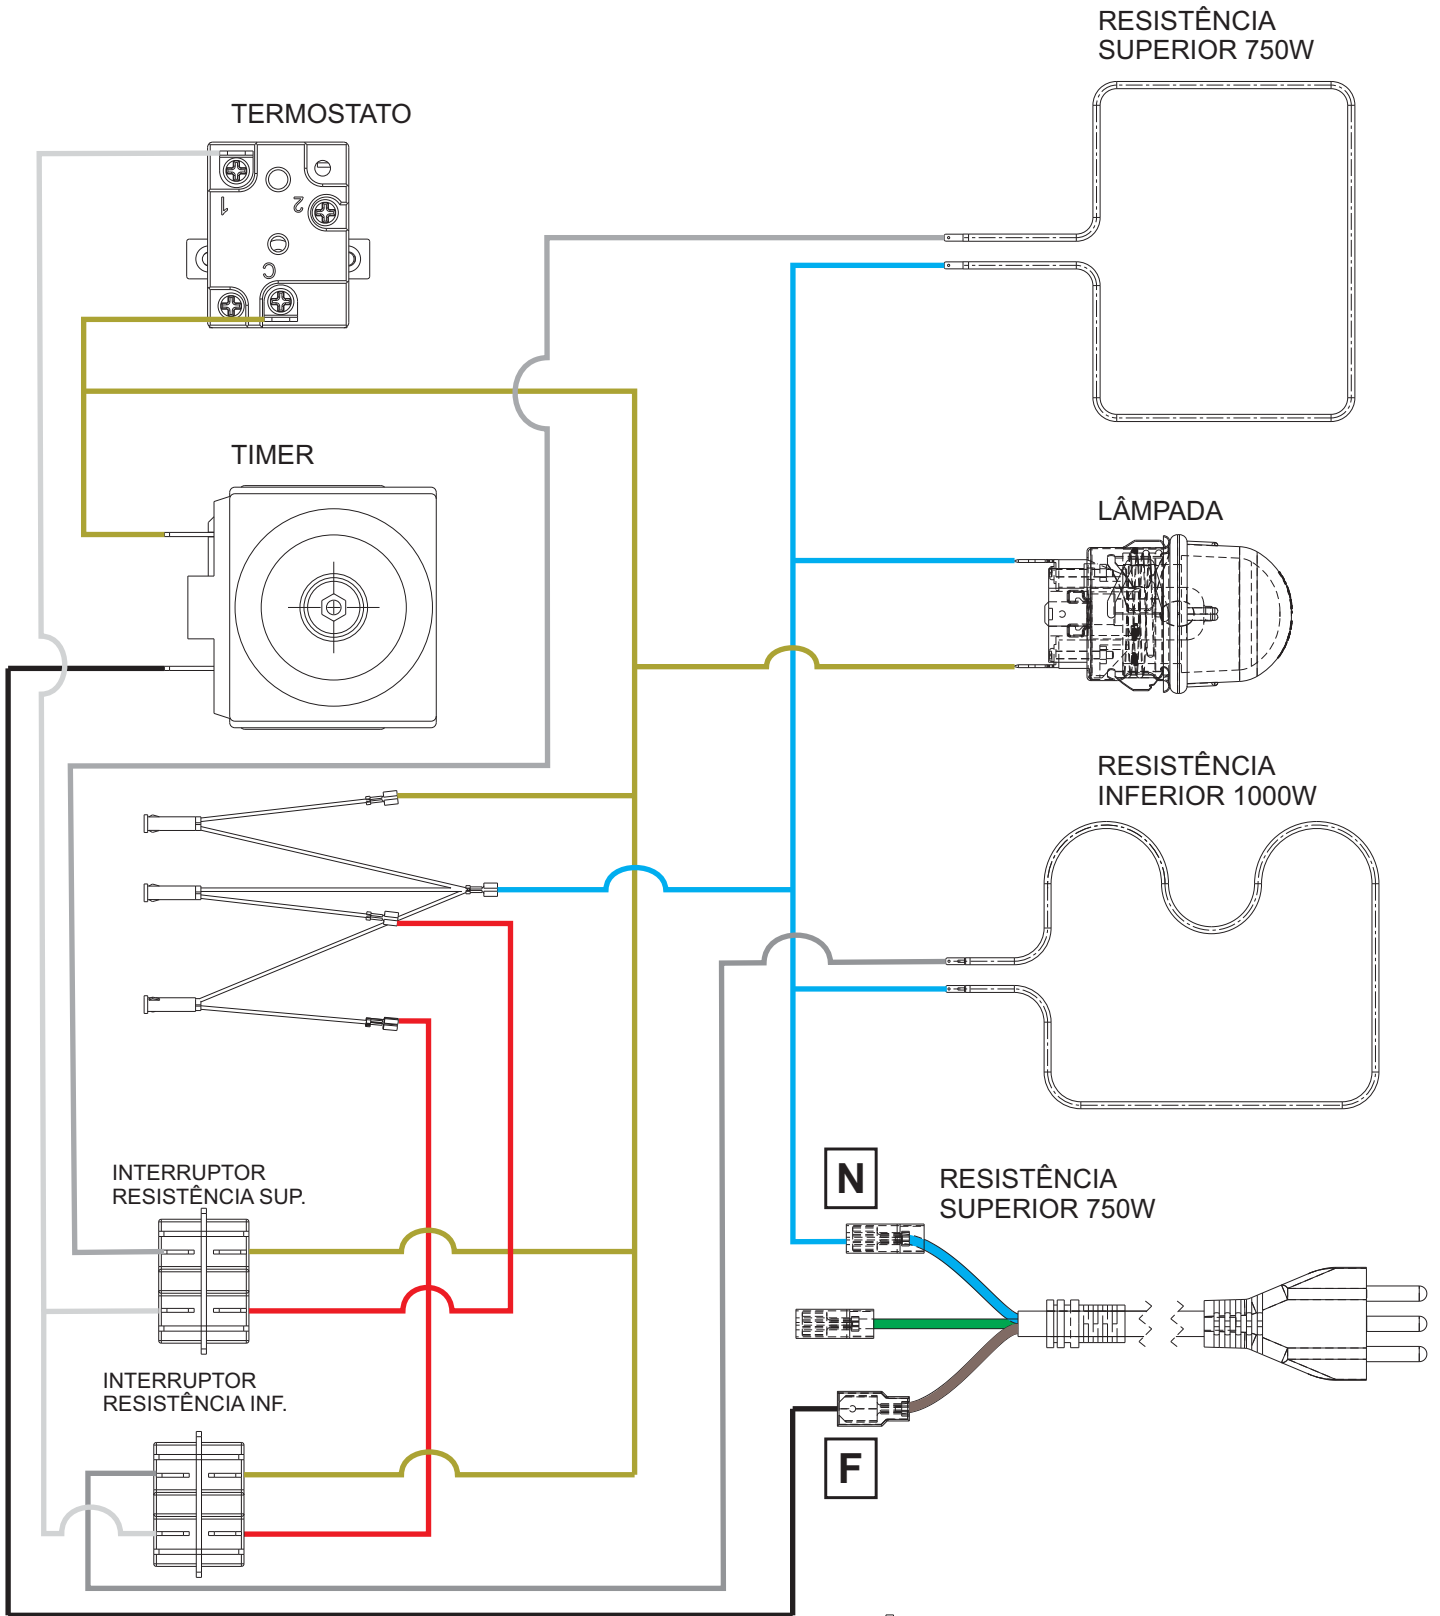 RESISTÊNCIA
SUPERIOR 750W
TERMOSTATO
1
2
C
TIMER
LÂMPADA
RESISTÊNCIA
INFERIOR 1000W
INTERRUPTOR
RESISTÊNCIA SUP.
N
RESISTÊNCIA
SUPERIOR 750W
INTERRUPTOR
RESISTÊNCIA INF.
F